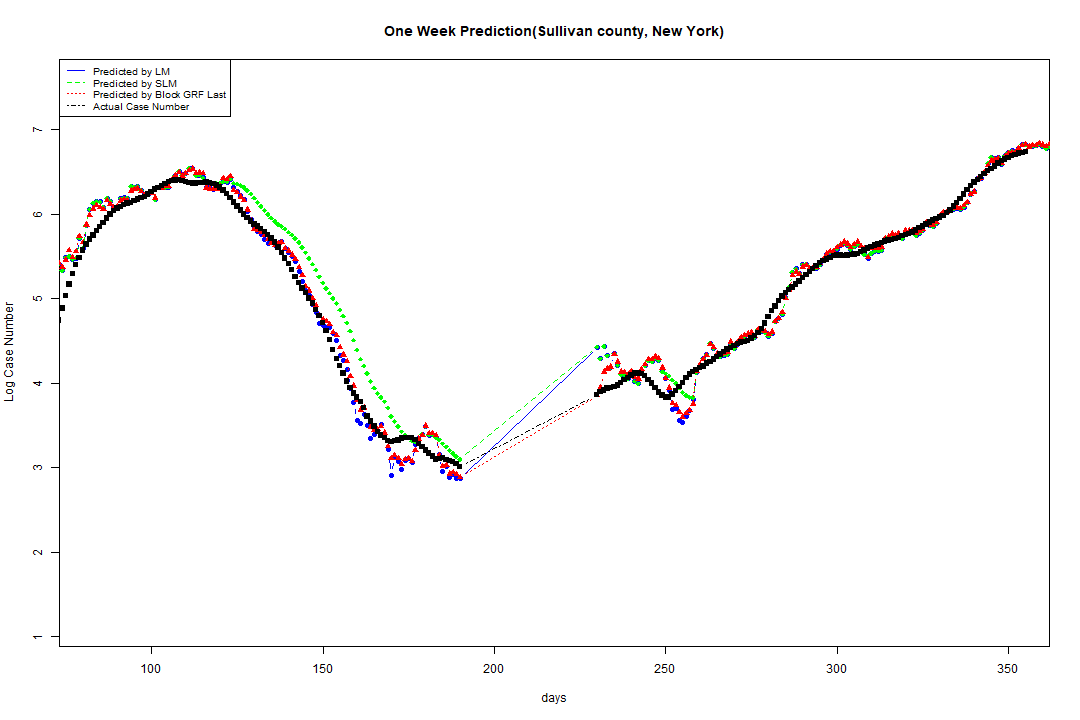 One Week Prediction(Sullivan county, New York)
Predicted by LM
Predicted by SLM
Predicted by Block GRF Last
Actual Case Number
7
6
5
4
3
2
1
Log Case Number
100 150 200 250 300 350
days